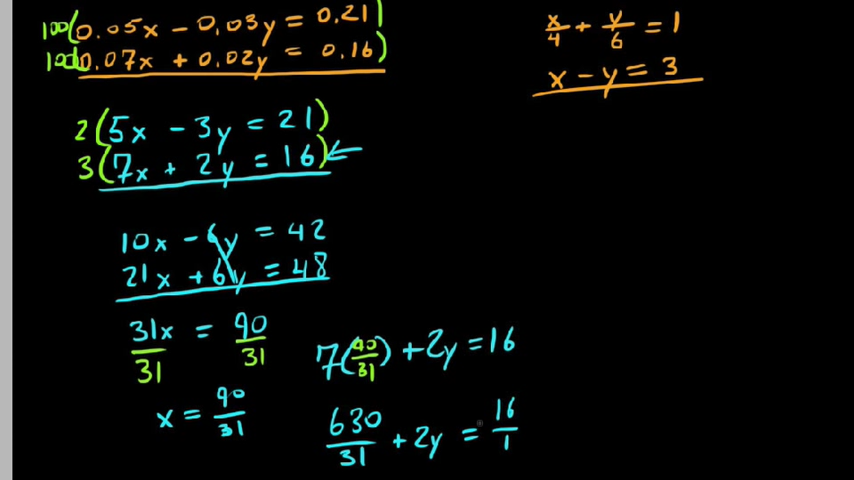 100(0.05x - 0.03y = 0.21)
100(0.07x + 0.02y = 0.16)
2(5x - 3y = 21)
3(7x + 2y = 16)
10x - 6y = 42
21x + 6y = 48
31x = 90
31 31
x = 90/31
7(90/31) + 2y = 16
630/31 + 2y = 16/1
x/4 + y/6 = 1
x - y = 3